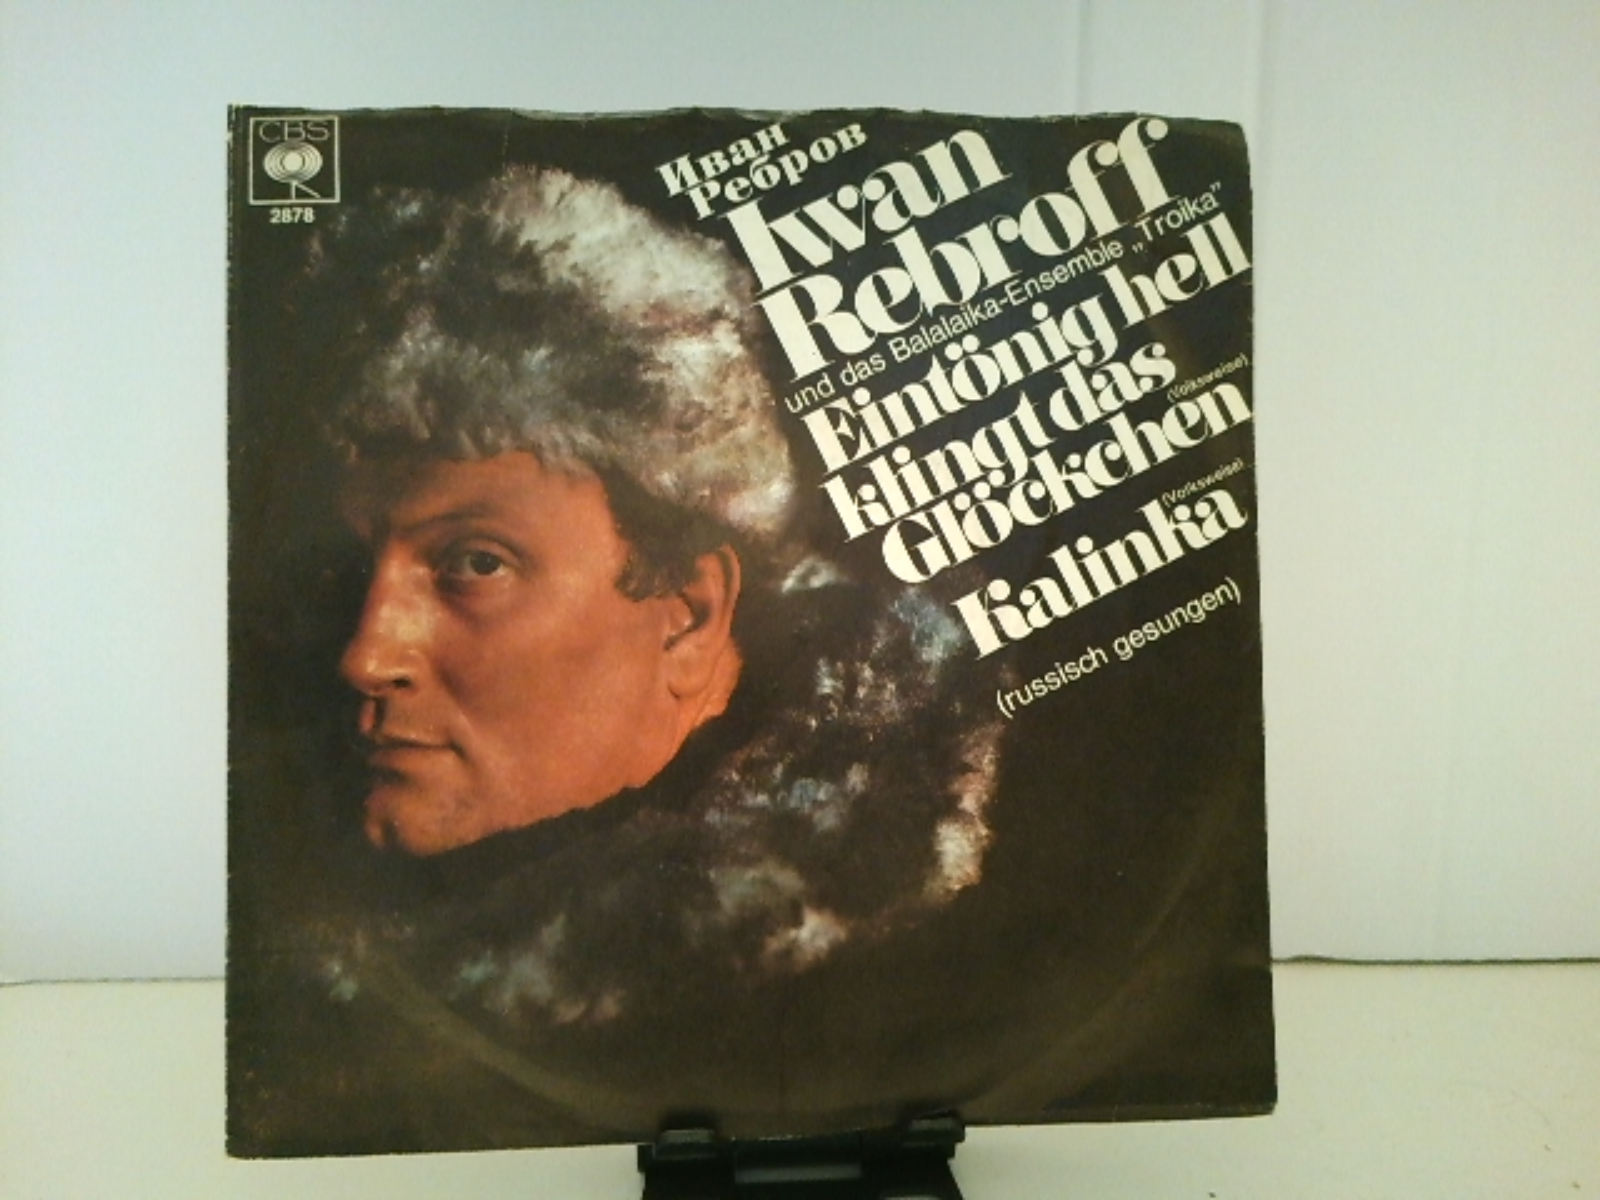 CBS
2878
Иван
Ребров
Iwan
Rebroff
und das Balalaika-Ensemble „Troika”
Eintönig hell
klingt das
(Volksweise)
Glöckchen
(Volksweise)
Kalinka
(russisch gesungen)